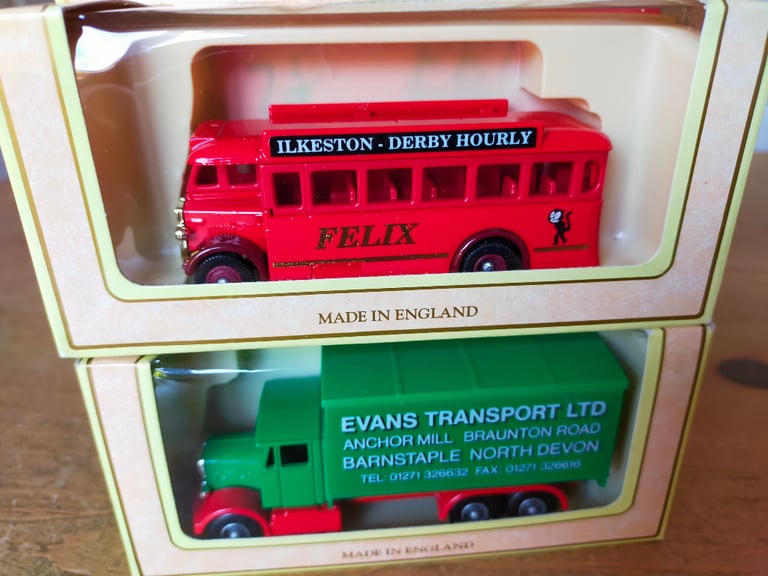 ILKESTON - DERBY HOURLY
FELIX
MADE IN ENGLAND
EVANS TRANSPORT LTD
ANCHOR MILL BRAUNTON ROAD
BARNSTAPLE NORTH DEVON
TEL: 01271 326632 FAX: 01271 326616
MADE IN ENGLAND